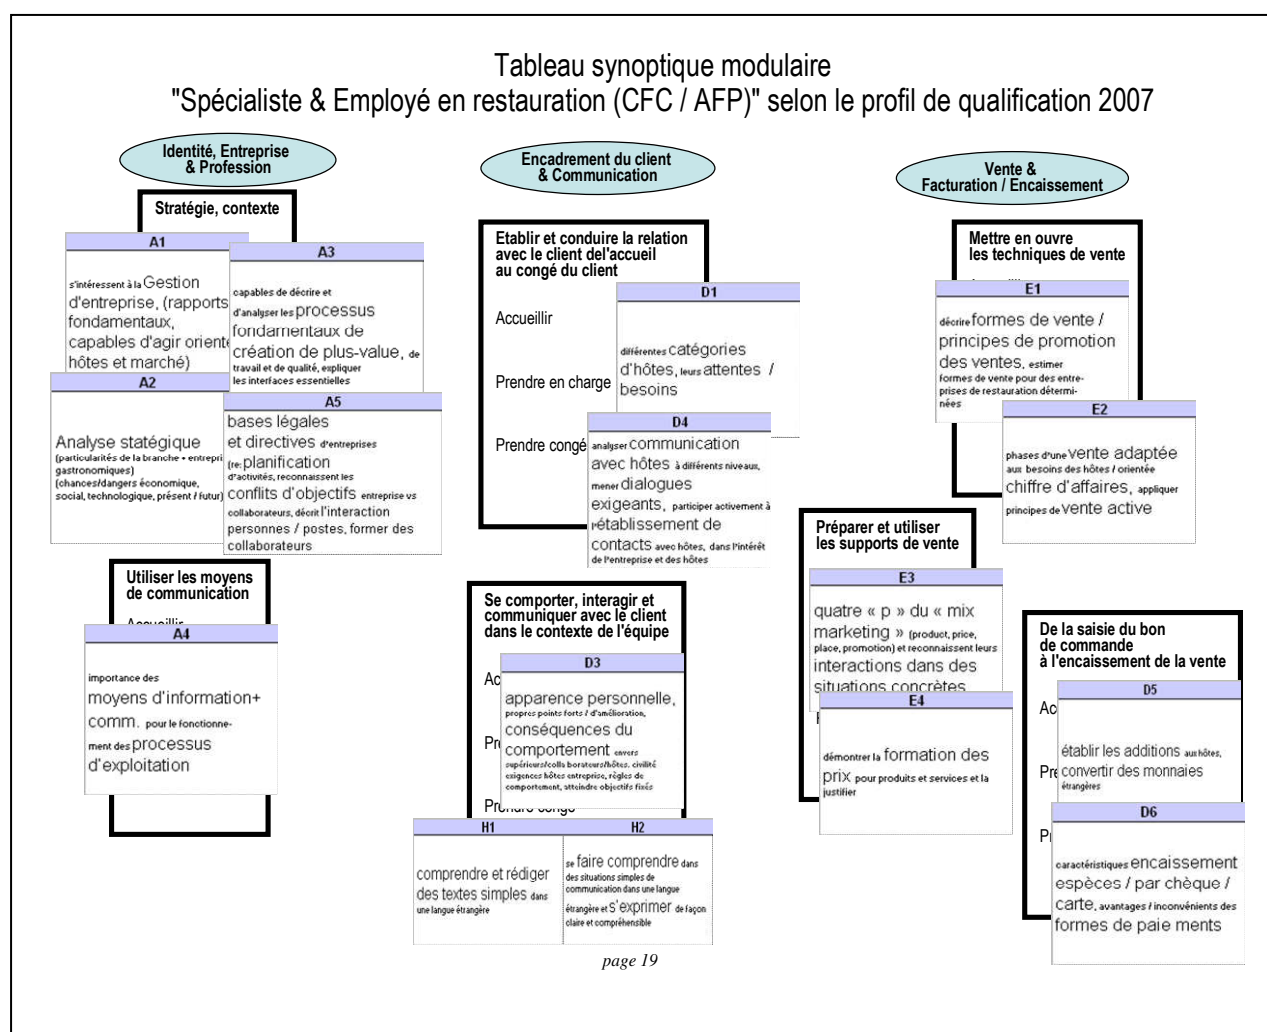 Tableau synoptique modulaire
"Spécialiste & Employé en restauration (CFC / AFP)" selon le profil de qualification 2007
Identité, Entreprise
& Profession
Stratégie, contexte
A1
s'intéressent à la Gestion
d'entreprise, (rapports
fondamentaux,
capables d'agir orienté
hôtes et marché)
A3
capables de décrire et
d'analyser les processus
fondamentaux de
création de plus-value, de
travail et de qualité, expliquer
les interfaces essentielles
A2
Analyse statégique
(particularités de la branche + entrepri
gastronomiques)
(chances/dangers économique,
social, technologique, présent / futur)
A5
bases légales
et directives d'entreprises
(re: planification
d'activités, reconnaissent les
conflits d'objectifs entreprise vs
collaborateurs, décrit l'interaction
personnes / postes, former des
collaborateurs
Utiliser les moyens
de communication
Accueillir
A4
importance des
moyens d'information+
comm. pour le fonctionne-
ment des processus
d'exploitation
Encadrement du client
& Communication
Etablir et conduire la relation
avec le client del'accueil
au congé du client
Accueillir
Prendre en charge
Prendre congé
D1
différentes catégories
d'hôtes, leurs attentes /
besoins
D4
analyser communication
avec hôtes à différents niveaux,
mener dialogues
exigeants, participer activement à
l'établissement de
contacts avec hôtes, dans l'intérêt
de l'entreprise et des hôtes
Se comporter, interagir et
communiquer avec le client
dans le contexte de l'équipe
Ac
Pr
Prendre congé
D3
apparence personnelle,
propres points forts / d'amélioration,
conséquences du
comportement envers
supérieurs/colla borateurs/hôtes. civilité
exigences hôtes entreprise, règles de
comportement, atteindre objectifs fixés
H1
comprendre et rédiger
des textes simples dans
une langue étrangère
H2
se faire comprendre dans
des situations simples de
communication dans une langue
étrangère et s'exprimer de façon
claire et compréhensible
Vente &
Facturation / Encaissement
Mettre en ouvre
les techniques de vente
E1
décrire formes de vente /
principes de promotion
des ventes, estimer
formes de vente pour des entre-
prises de restauration détermi-
nées
E2
phases d'une vente adaptée
aux besoins des hôtes / orientée
chiffre d'affaires, appliquer
principes de vente active
Préparer et utiliser
les supports de vente
E3
quatre « p » du « mix
marketing » (product, price,
place, promotion) et reconnaissent leurs
interactions dans des
situations concrètes
E4
démontrer la formation des
prix pour produits et services et la
justifier
De la saisie du bon
de commande
à l'encaissement de la vente
Ac
Pre
P
D5
établir les additions aux hôtes,
convertir des monnaies
étrangères
D6
caractéristiques encaissement
espèces / par chèque /
carte, avantages / inconvénients des
formes de paie ments
page 19